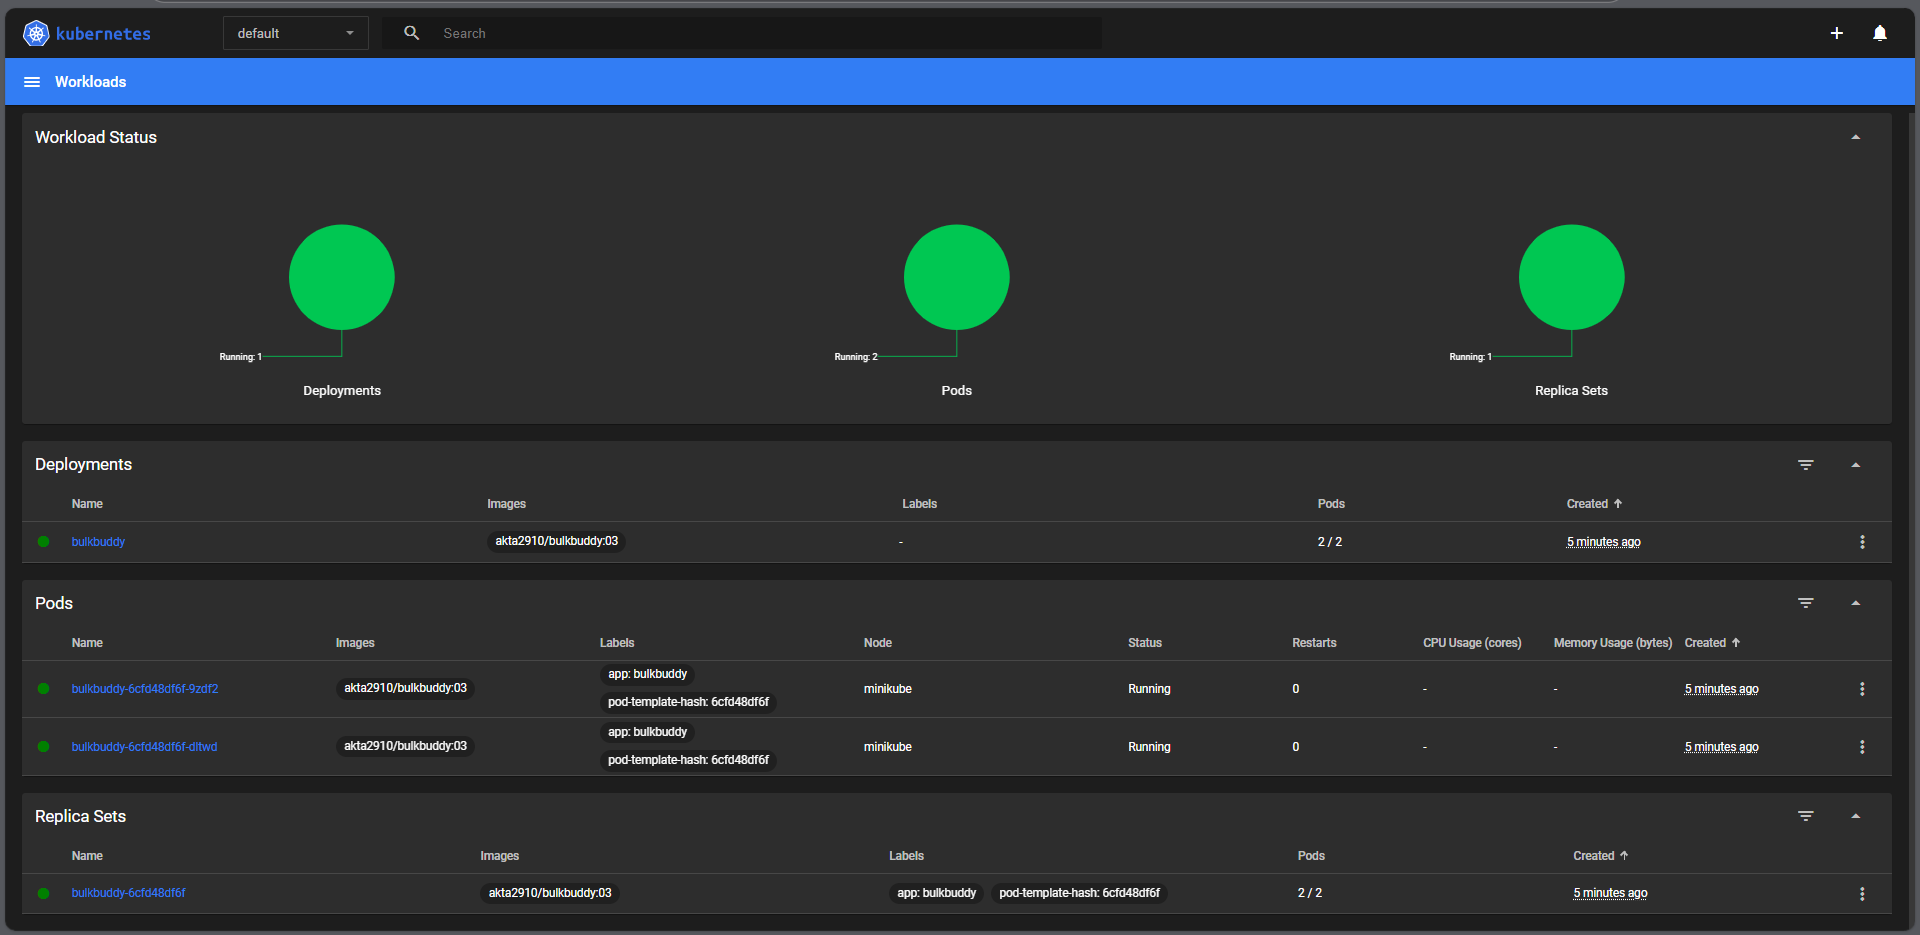 kubernetes
default
Search
Workloads
Workload Status
Running: 1
Running: 2
Running: 1
Deployments
Pods
Replica Sets
Deployments
Name Images Labels Pods Created
bulkbuddy akta2910/bulkbuddy:03 - 2 / 2 5 minutes ago
Pods
Name Images Labels Node Status Restarts CPU Usage (cores) Memory Usage (bytes) Created
app: bulkbuddy
bulkbuddy-6cfd48df6f-9zdf2 akta2910/bulkbuddy:03 minikube Running 0 - - 5 minutes ago
pod-template-hash: 6cfd48df6f
app: bulkbuddy
bulkbuddy-6cfd48df6f-dltwd akta2910/bulkbuddy:03 minikube Running 0 - - 5 minutes ago
pod-template-hash: 6cfd48df6f
Replica Sets
Name Images Labels Pods Created
bulkbuddy-6cfd48df6f akta2910/bulkbuddy:03 app: bulkbuddy pod-template-hash: 6cfd48df6f 2 / 2 5 minutes ago